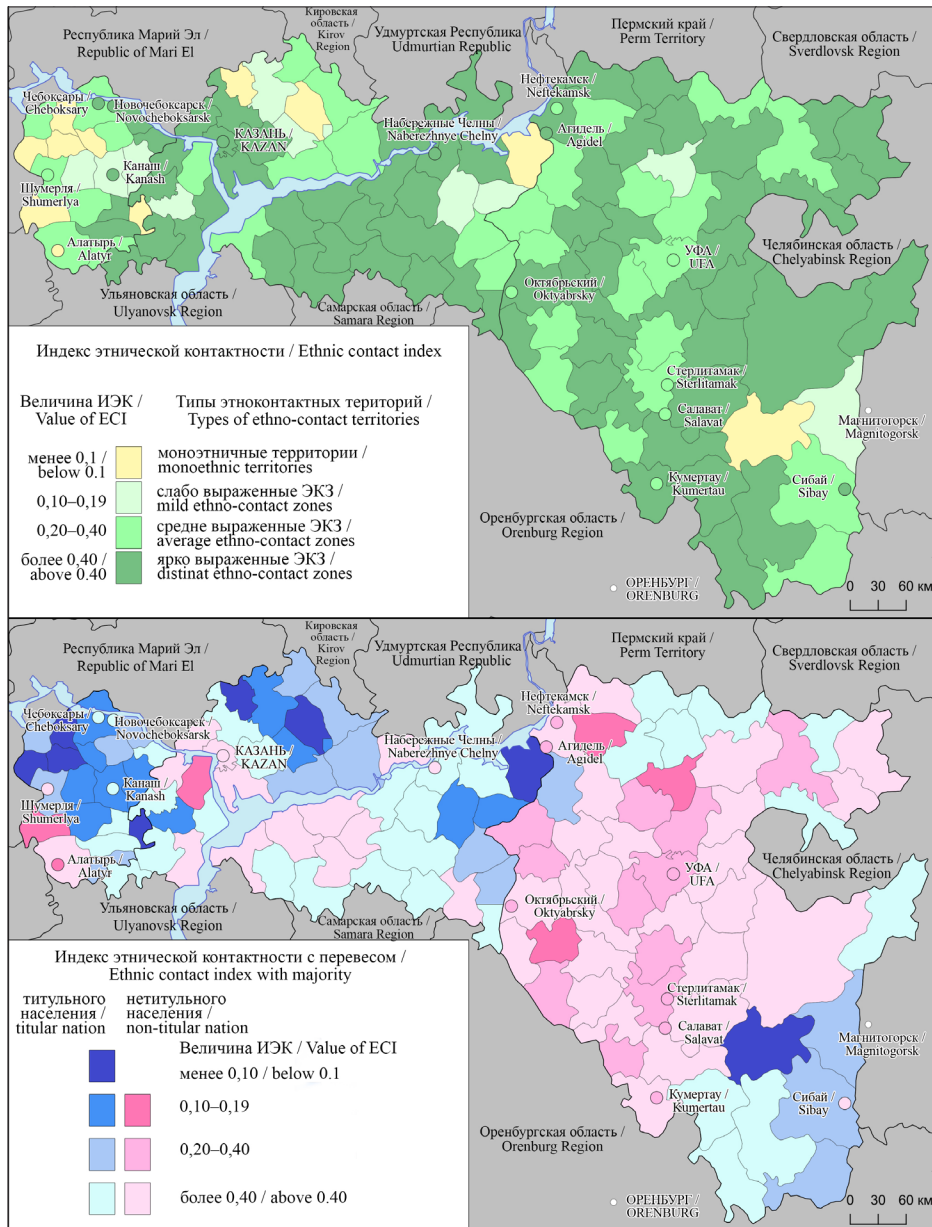 Республика Марий Эл /
Republic of Mari El
Кировская
область /
Kirov
Region
Удмуртская Республика
Udmurtian Republic
Пермский край /
Perm Territory
Свердловская область /
Sverdlovsk Region
Чебоксары /
Cheboksary
Новочебоксарск /
Novocheboksarsk
КАЗАНЬ /
KAZAN
Набережные Челны /
Naberezhnye Chelny
Нефтекамск /
Neftekamsk
Агидель /
Agidel
Канаш /
Kanash
Шумерля /
Shumerlya
Алатырь /
Alatyr
УФА /
UFA
Челябинская область /
Chelyabinsk Region
Октябрьский /
Oktyabrsky
Ульяновская область /
Ulyanovsk Region
Самарская область /
Samara Region
Стерлитамак /
Sterlitamak
Салават /
Salavat
Магнитогорск /
Magnitogorsk
Кумертау /
Kumertau
Сибай /
Sibay
Оренбургская область /
Orenburg Region
ОРЕНБУРГ /
ORENBURG
0 30 60 км
Индекс этнической контактности / Ethnic contact index
Величина ИЭК /
Value of ECI
Типы этноконтактных територий /
Types of ethno-contact territories
менее 0,1 /
below 0.1
моноэтничные территории /
monoethnic territories
0,10–0,19
слабо выраженные ЭКЗ /
mild ethno-contact zones
0,20–0,40
средне выраженные ЭКЗ /
average ethno-contact zones
более 0,40 /
above 0.40
ярко выраженные ЭКЗ /
distinat ethno-contact zones
Республика Марий Эл /
Republic of Mari El
Кировская
область /
Kirov
Region
Удмуртская Республика
Udmurtian Republic
Пермский край /
Perm Territory
Свердловская область /
Sverdlovsk Region
Чебоксары /
Cheboksary
Новочебоксарск /
Novocheboksarsk
КАЗАНЬ /
KAZAN
Набережные Челны /
Naberezhnye Chelny
Нефтекамск /
Neftekamsk
Агидель /
Agidel
Канаш /
Kanash
Шумерля /
Shumerlya
Алатырь /
Alatyr
УФА /
UFA
Челябинская область /
Chelyabinsk Region
Октябрьский /
Oktyabrsky
Ульяновская область /
Ulyanovsk Region
Самарская область /
Samara Region
Стерлитамак /
Sterlitamak
Салават /
Salavat
Магнитогорск /
Magnitogorsk
Кумертау /
Kumertau
Сибай /
Sibay
Оренбургская область /
Orenburg Region
ОРЕНБУРГ /
ORENBURG
0 30 60 км
Индекс этнической контактности с перевесом /
Ethnic contact index with majority
титульного
населения /
titular nation
нетитульного
населения /
non-titular nation
Величина ИЭК / Value of ECI
менее 0,10 / below 0.1
0,10–0,19
0,20–0,40
более 0,40 / above 0.40